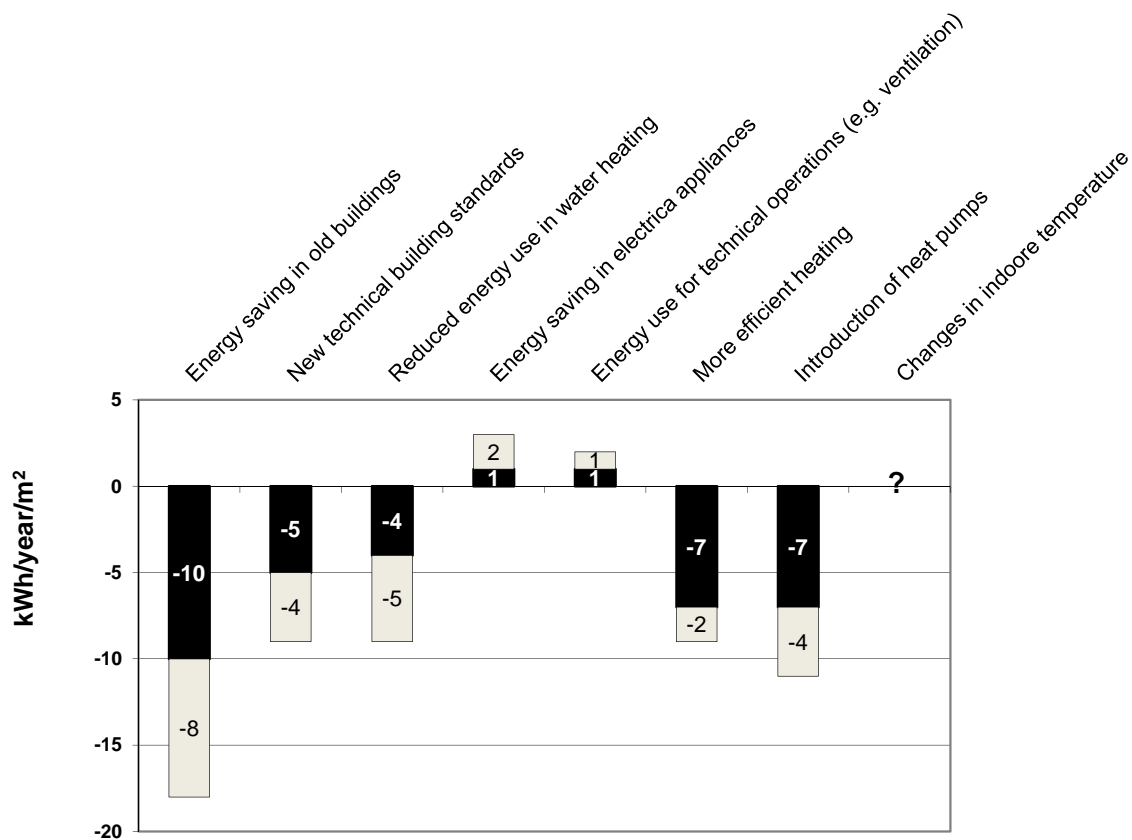 Energy saving in old buildings
New technical building standards
Reduced energy use in water heating
Energy saving in electrica appliances
Energy use for technical operations (e.g. ventilation)
More efficient heating
Introduction of heat pumps
Changes in indoore temperature
kWh/year/m²
5
0
-5
-10
-15
-20
-10
-8
-5
-4
-4
-5
2
1
1
1
-7
-2
-7
-4
?